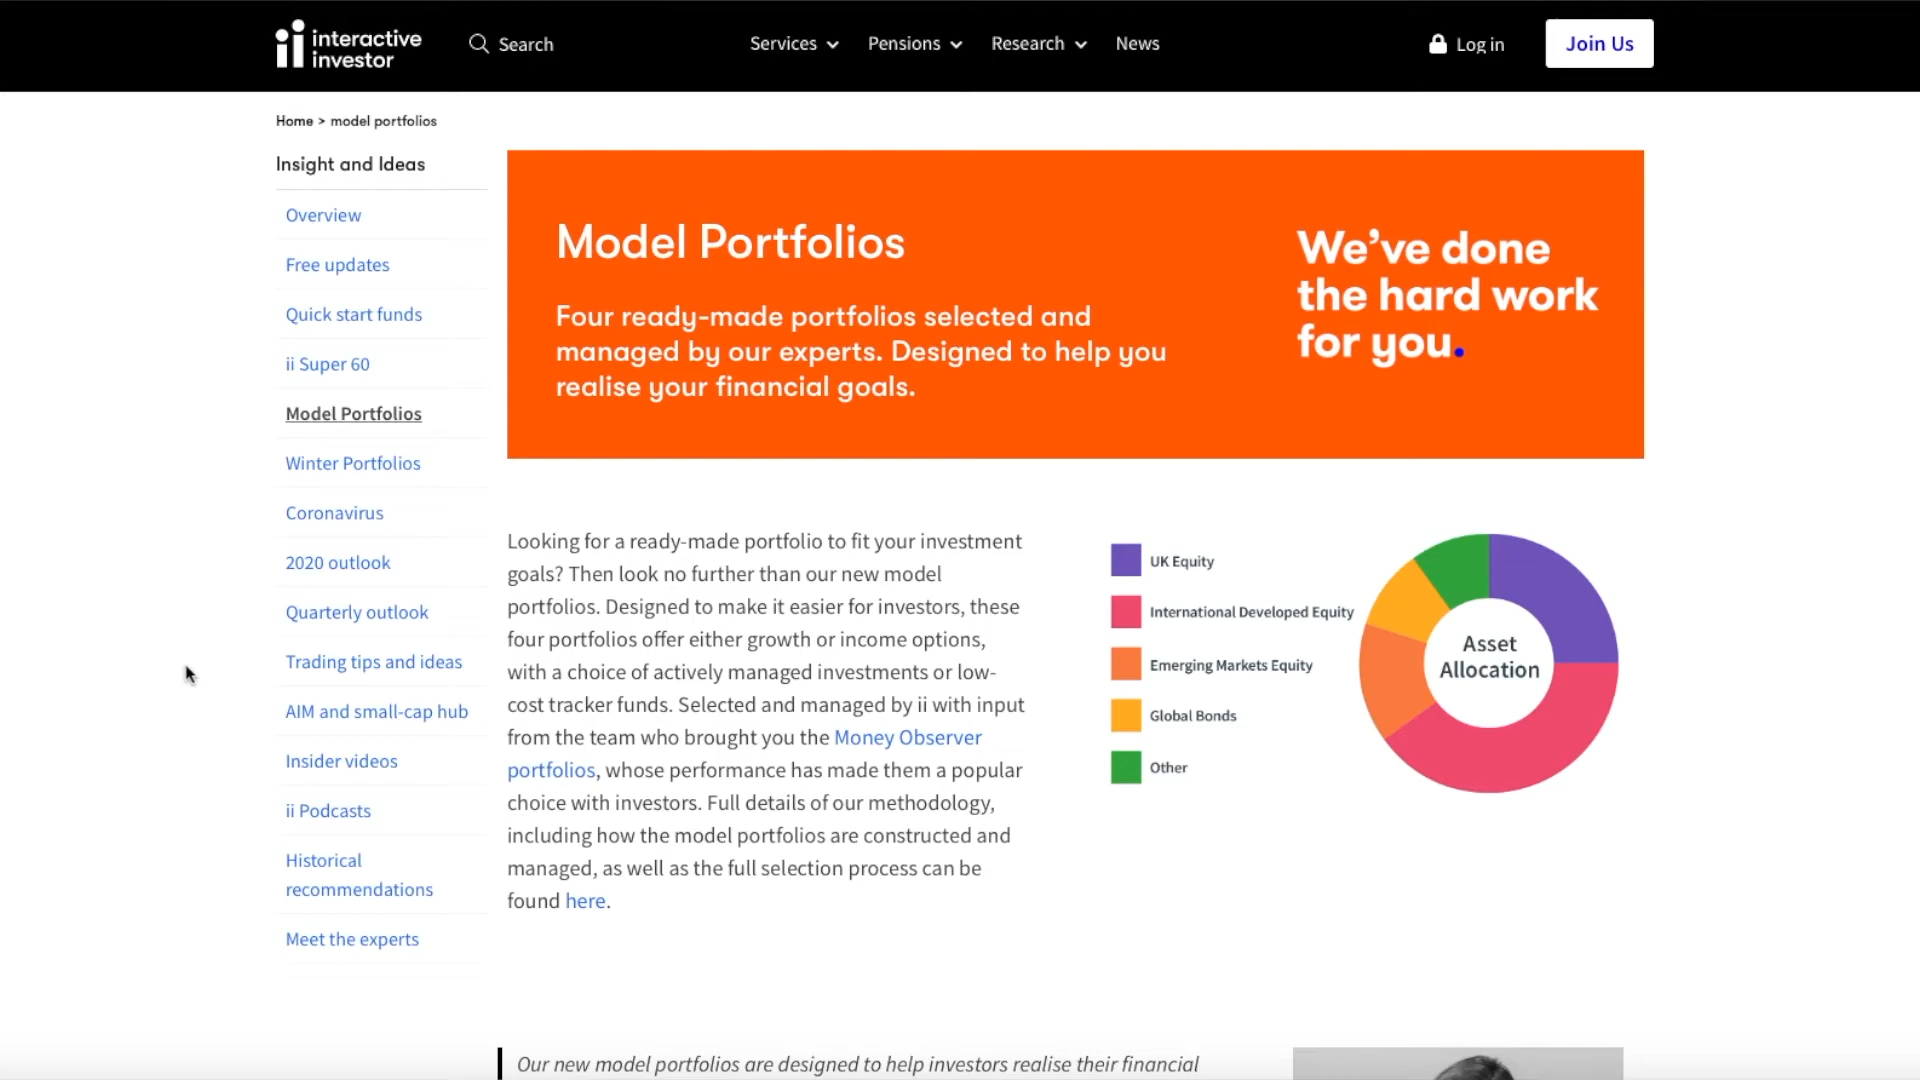 interactive
investor
Search
Services
Pensions
Research
News
Log in
Join Us
Home > model portfolios
Insight and Ideas
Overview
Free updates
Quick start funds
ii Super 60
Model Portfolios
Winter Portfolios
Coronavirus
2020 outlook
Quarterly outlook
Trading tips and ideas
AIM and small-cap hub
Insider videos
ii Podcasts
Historical
recommendations
Meet the experts
Model Portfolios
Four ready-made portfolios selected and
managed by our experts. Designed to help you
realise your financial goals.
We've done
the hard work
for you.
Looking for a ready-made portfolio to fit your investment
goals? Then look no further than our new model
portfolios. Designed to make it easier for investors, these
four portfolios offer either growth or income options,
with a choice of actively managed investments or low-
cost tracker funds. Selected and managed by ii with input
from the team who brought you the Money Observer
portfolios, whose performance has made them a popular
choice with investors. Full details of our methodology,
including how the model portfolios are constructed and
managed, as well as the full selection process can be
found here.
UK Equity
International Developed Equity
Emerging Markets Equity
Global Bonds
Other
Asset
Allocation
Our new model portfolios are designed to help investors realise their financial